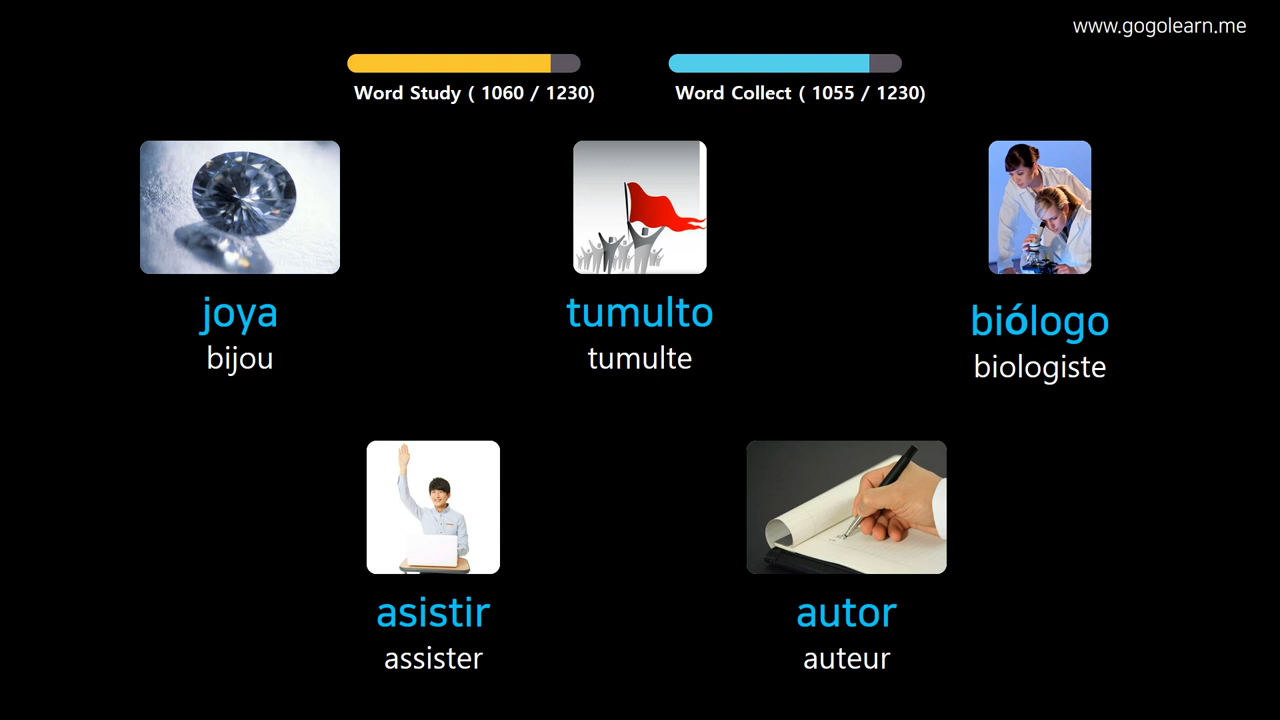 www.gogolearn.me
Word Study ( 1060 / 1230)
Word Collect ( 1055 / 1230)
joya
bijou
tumulto
tumulte
biólogo
biologiste
asistir
assister
autor
auteur